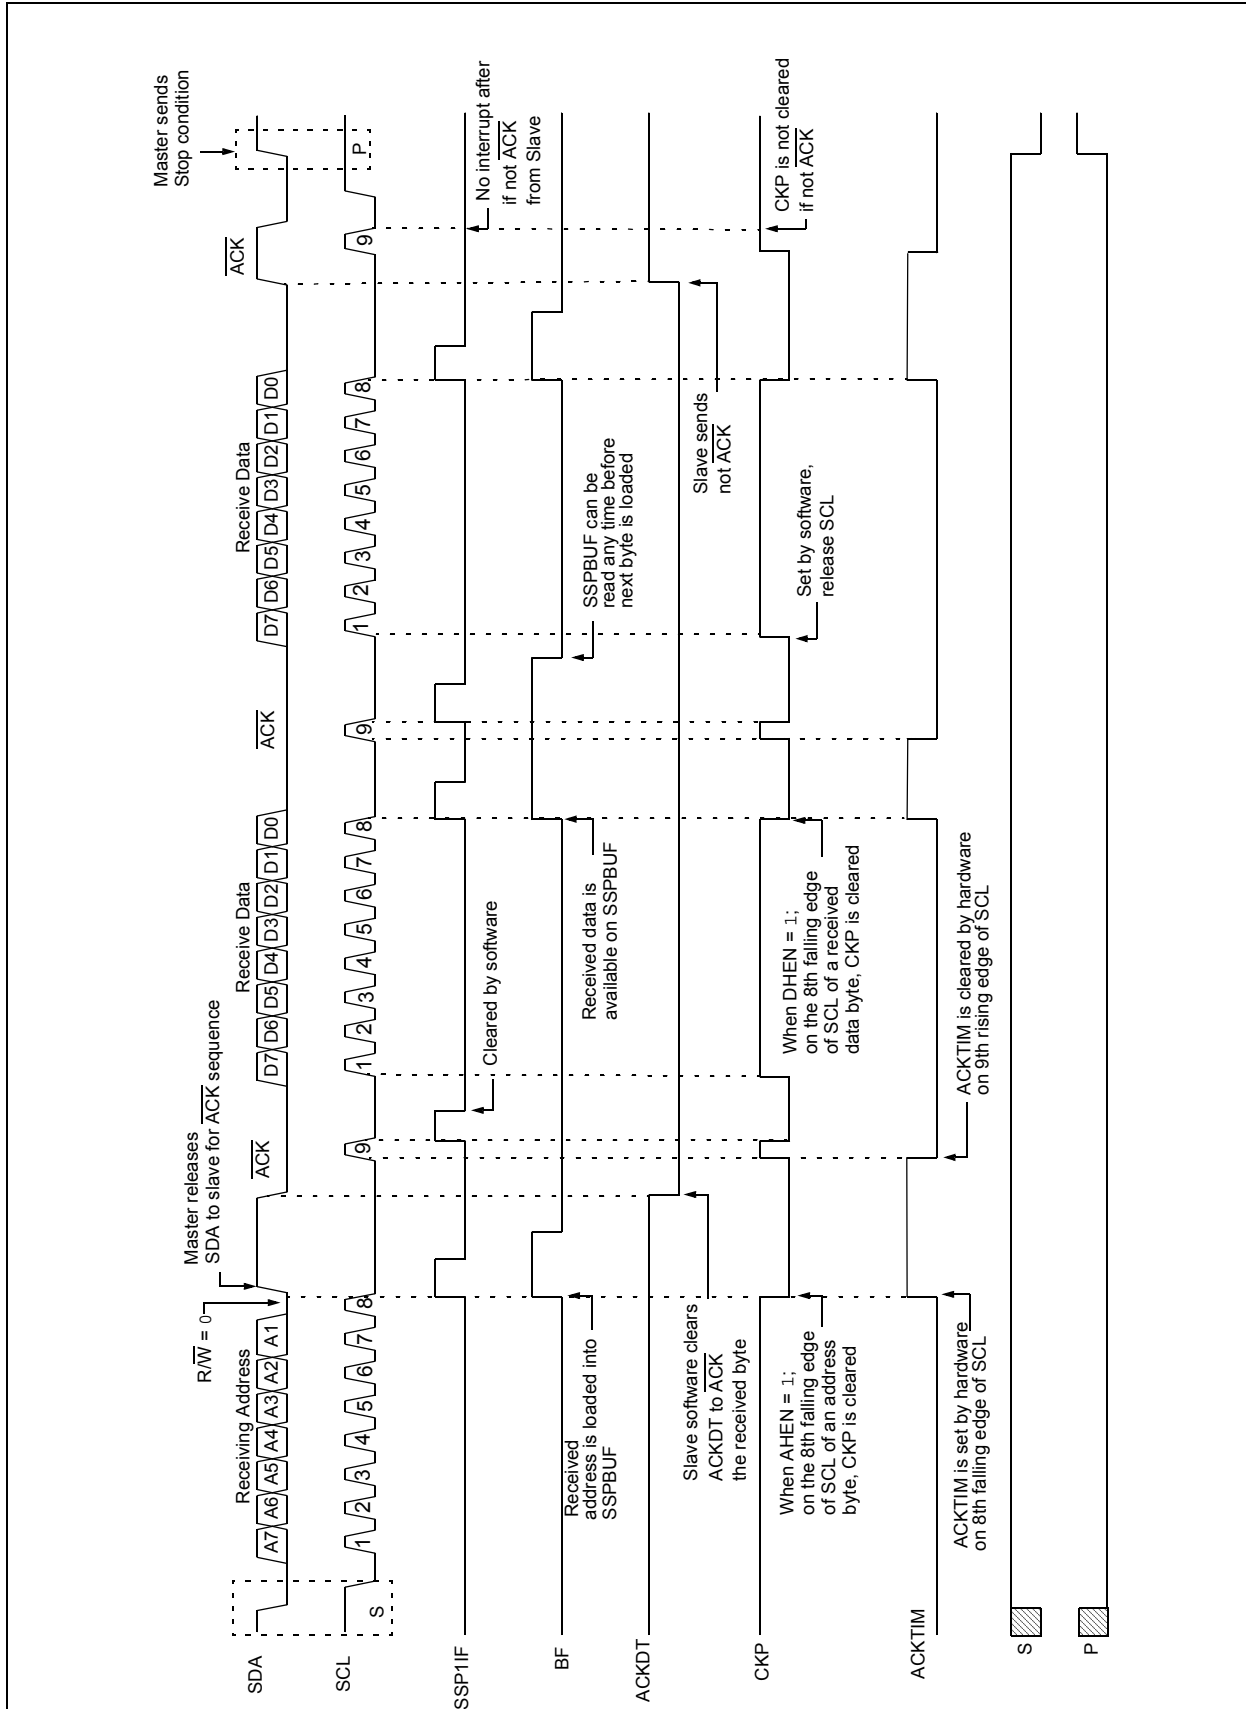 Master sends
Stop condition
Master releases
SDA to slave for ACK sequence
R/W = 0
Receiving Address
Receive Data
Receive Data
ACK
ACK
ACK
SDA
A7 A6 A5 A4 A3 A2 A1
D7 D6 D5 D4 D3 D2 D1 D0
D7 D6 D5 D4 D3 D2 D1 D0
SCL
S
1 2 3 4 5 6 7 8 9
1 2 3 4 5 6 7 8 9
1 2 3 4 5 6 7 8 9
P
SSP1IF
Cleared by software
No interrupt after
if not ACK
from Slave
BF
Received
address is loaded into
SSPBUF
Received data is
available on SSPBUF
SSPBUF can be
read any time before
next byte is loaded
ACKDT
Slave software clears
ACKDT to ACK
the received byte
Slave sends
not ACK
CKP
When AHEN = 1;
on the 8th falling edge
of SCL of an address
byte, CKP is cleared
When DHEN = 1;
on the 8th falling edge
of SCL of a received
data byte, CKP is cleared
Set by software,
release SCL
CKP is not cleared
if not ACK
ACKTIM
ACKTIM is set by hardware
on 8th falling edge of SCL
ACKTIM is cleared by hardware
on 9th rising edge of SCL
S
P